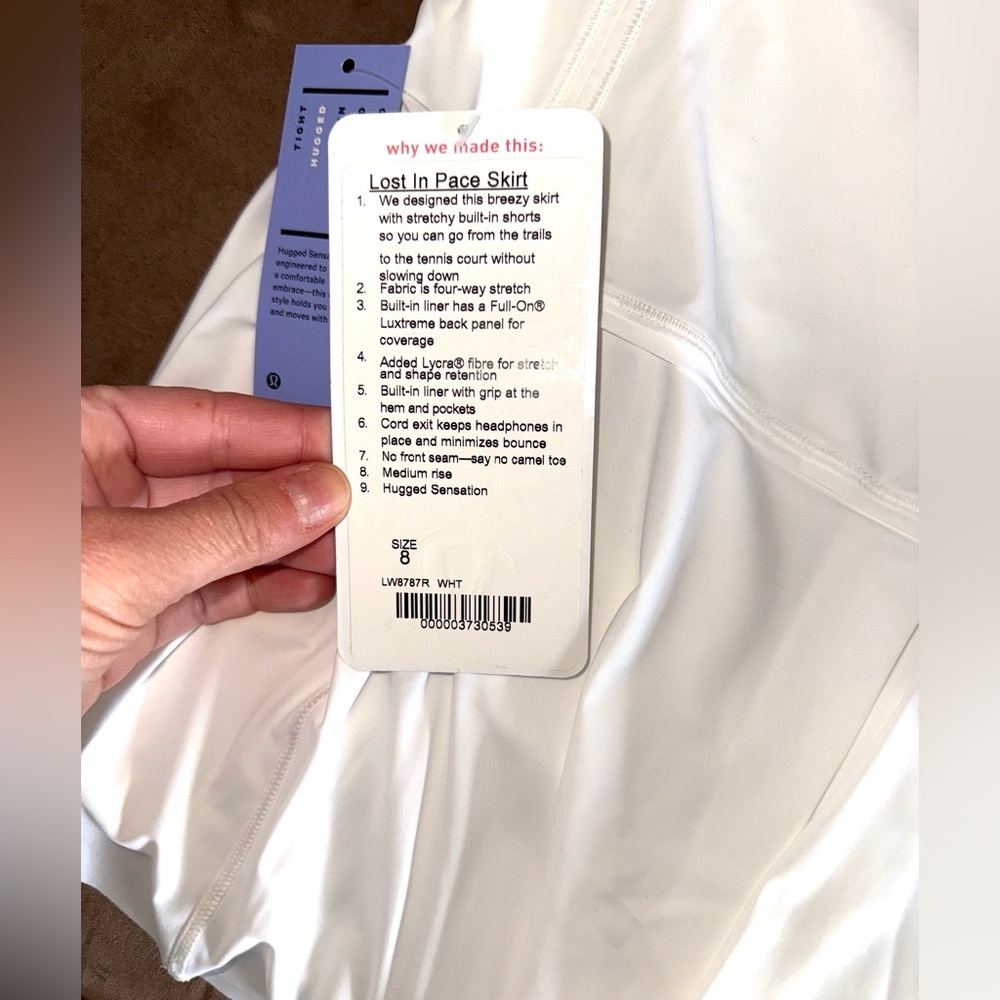 TIGHT
HUGGED
Hugged Sensa
engineered to
a comfortable
embrace—this
style holds you
and moves with
why we made this:
Lost In Pace Skirt
1. We designed this breezy skirt
with stretchy built-in shorts
so you can go from the trails
to the tennis court without
slowing down
2. Fabric is four-way stretch
3. Built-in liner has a Full-On®
Luxtreme back panel for
coverage
4. Added Lycra® fibre for stretch
and shape retention
5. Built-in liner with grip at the
hem and pockets
6. Cord exit keeps headphones in
place and minimizes bounce
7. No front seam—say no camel toe
8. Medium rise
9. Hugged Sensation
SIZE
8
LW8787R WHT
000003730539